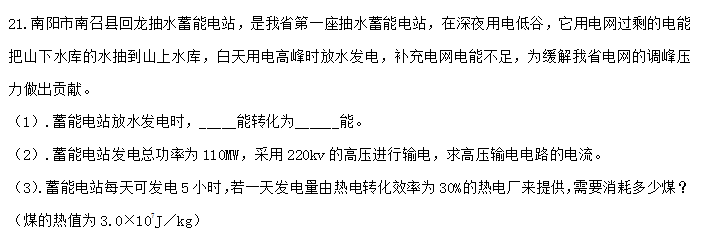 21.南阳市南召县回龙抽水蓄能电站，是我省第一座抽水蓄能电站，在深夜用电低谷，它用电网过剩的电能
把山下水库的水抽到山上水库，白天用电高峰时放水发电，补充电网电能不足，为缓解我省电网的调峰压
力做出贡献。
（1）.蓄能电站放水发电时，_____能转化为______能。
（2）.蓄能电站发电总功率为110MW，采用220kv的高压进行输电，求高压输电电路的电流。
（3）.蓄能电站每天可发电5小时，若一天发电量由热电转化效率为30%的热电厂来提供，需要消耗多少煤？
（煤的热值为3.0×10⁷J／kg）